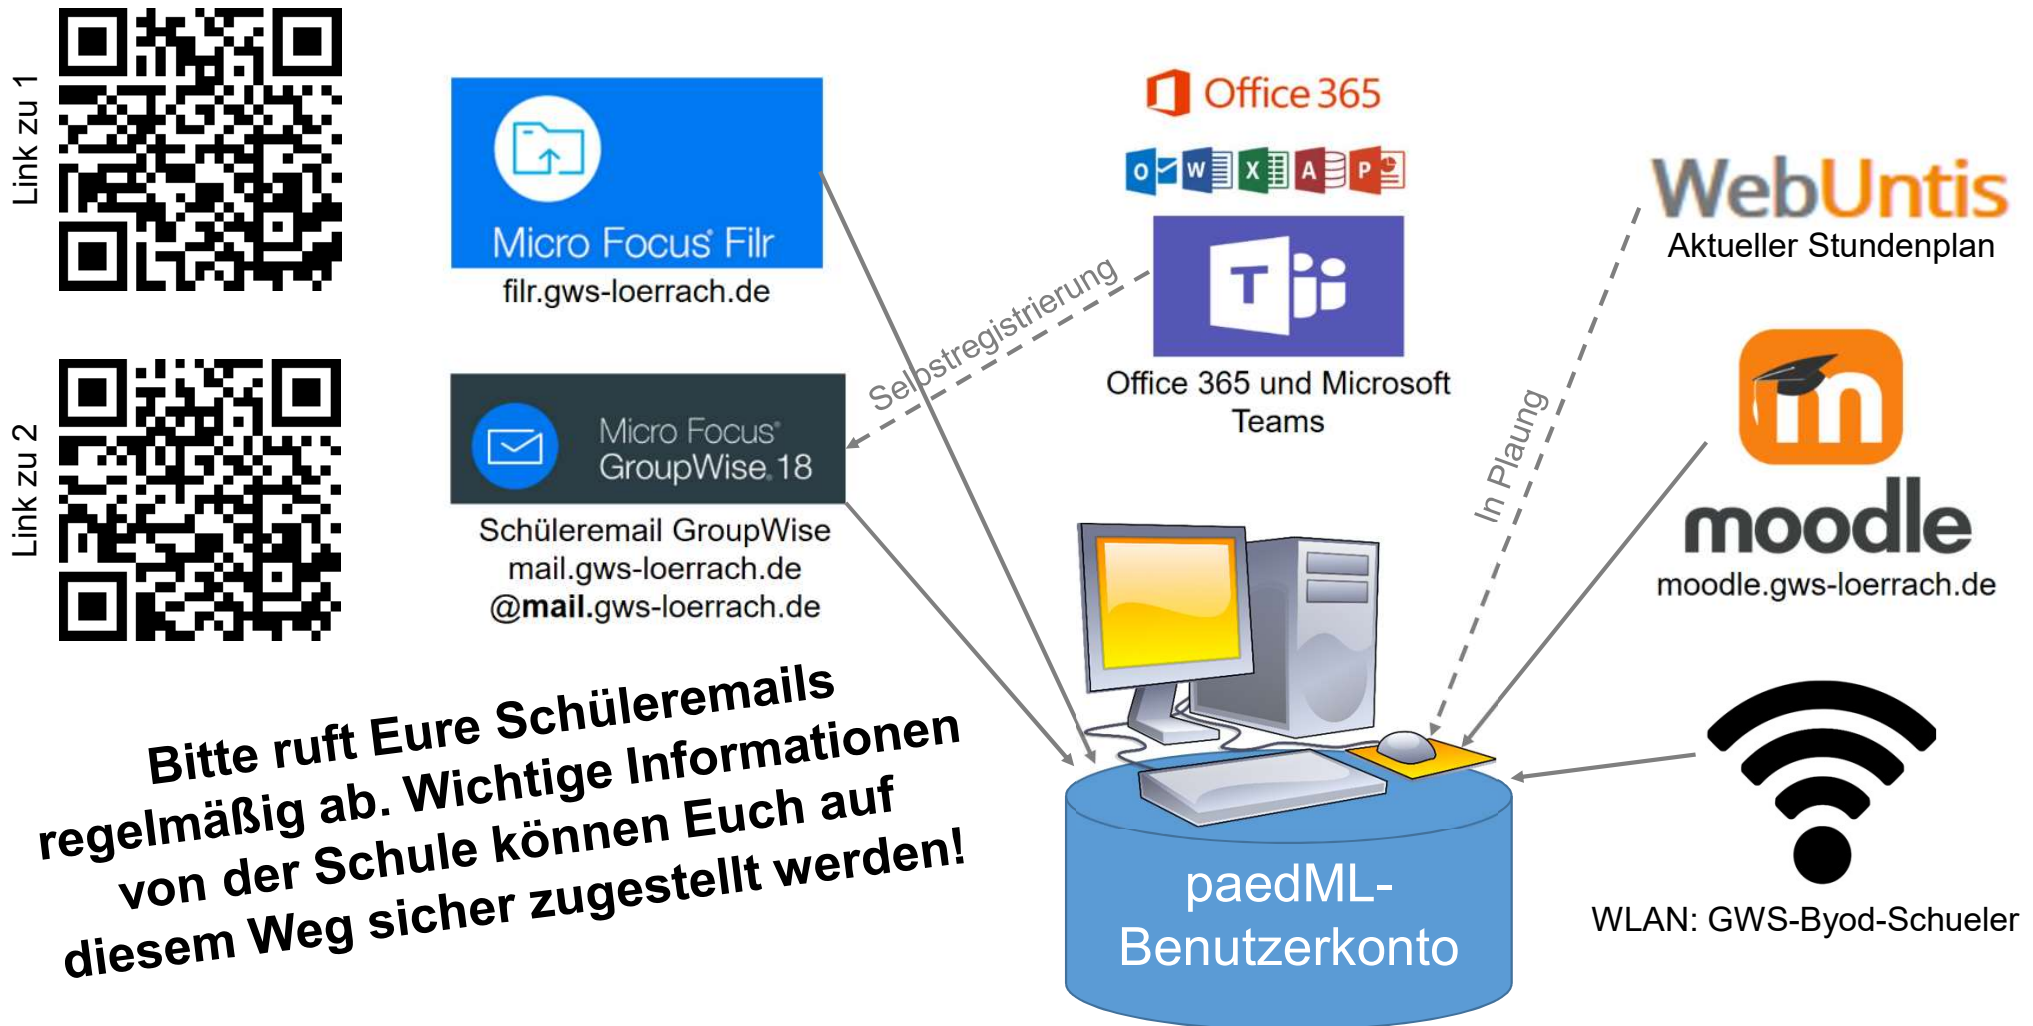 Link zu 1
Link zu 2
Micro Focus® Filr
filr.gws-loerrach.de
Micro Focus®
GroupWise® 18
Schüleremail GroupWise
mail.gws-loerrach.de
@mail.gws-loerrach.de
Selbstregistrierung
Office 365
O W X A P
T
Office 365 und Microsoft
Teams
In Plaung
WebUntis
Aktueller Stundenplan
m
moodle
moodle.gws-loerrach.de
WLAN: GWS-Byod-Schueler
paedML-
Benutzerkonto
Bitte ruft Eure Schüleremails
regelmäßig ab. Wichtige Informationen
von der Schule können Euch auf
diesem Weg sicher zugestellt werden!